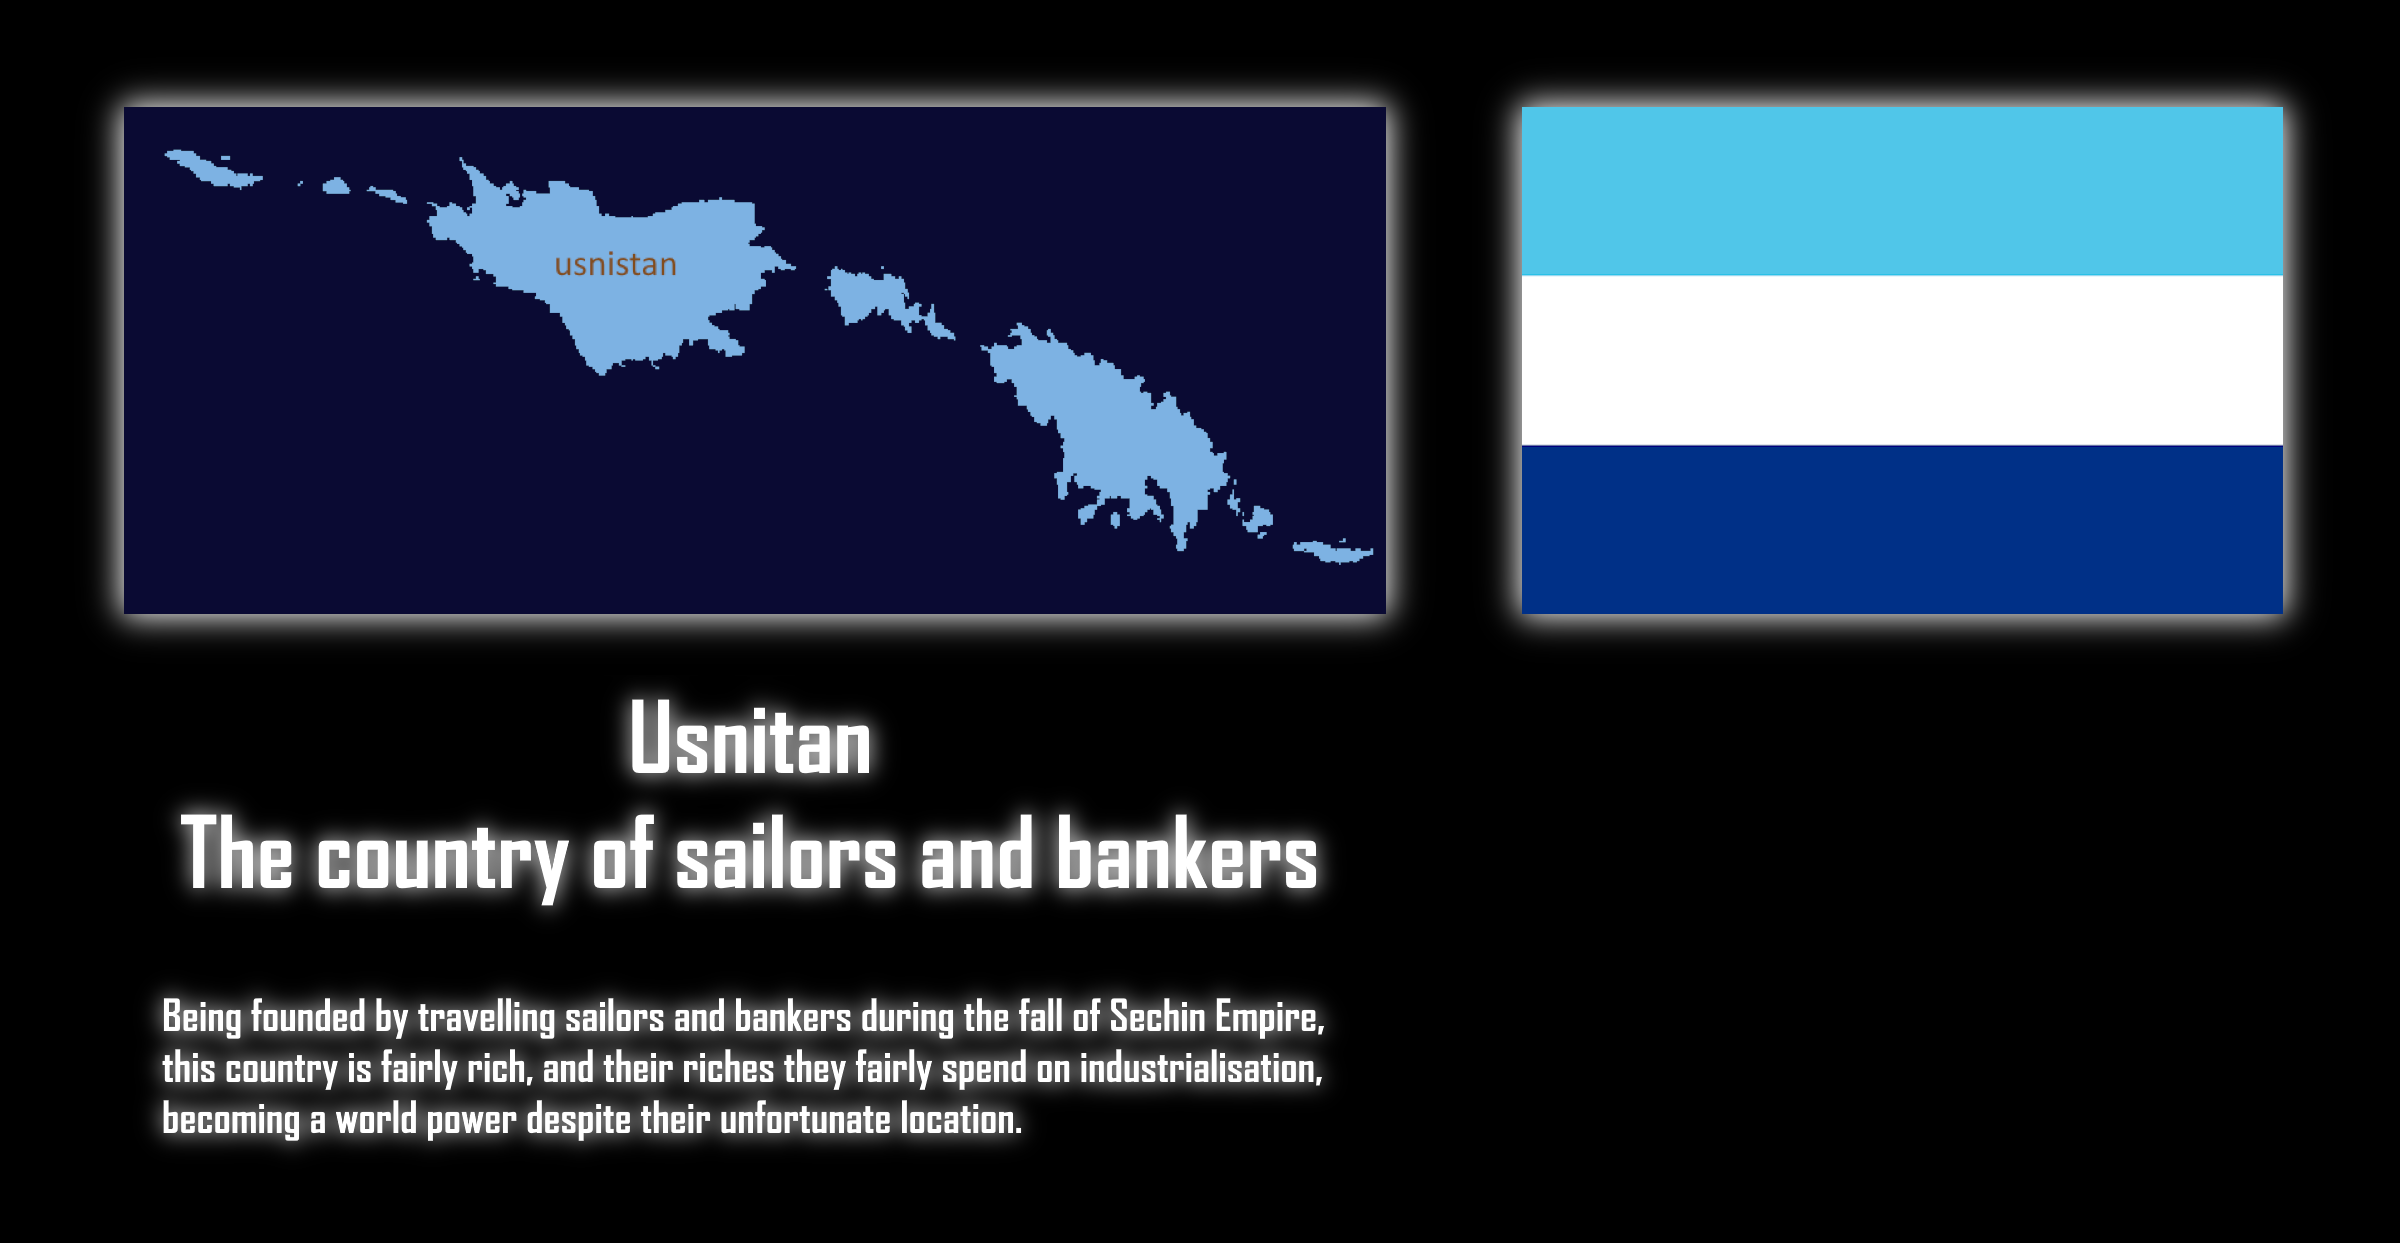 usnistan
Usnitan
The country of sailors and bankers
Being founded by travelling sailors and bankers during the fall of Sechin Empire,
this country is fairly rich, and their riches they fairly spend on industrialisation,
becoming a world power despite their unfortunate location.